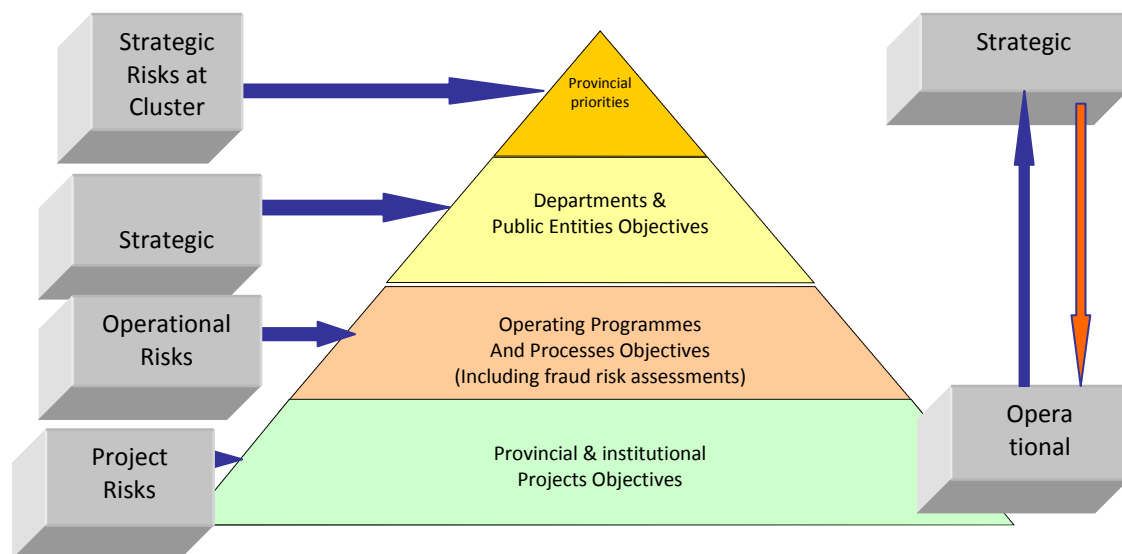 Strategic
Risks at
Cluster
Provincial
priorities
Strategic
Departments &
Public Entities Objectives
Strategic
Operational
Risks
Operating Programmes
And Processes Objectives
(Including fraud risk assessments)
Opera
tional
Project
Risks
Provincial & institutional
Projects Objectives